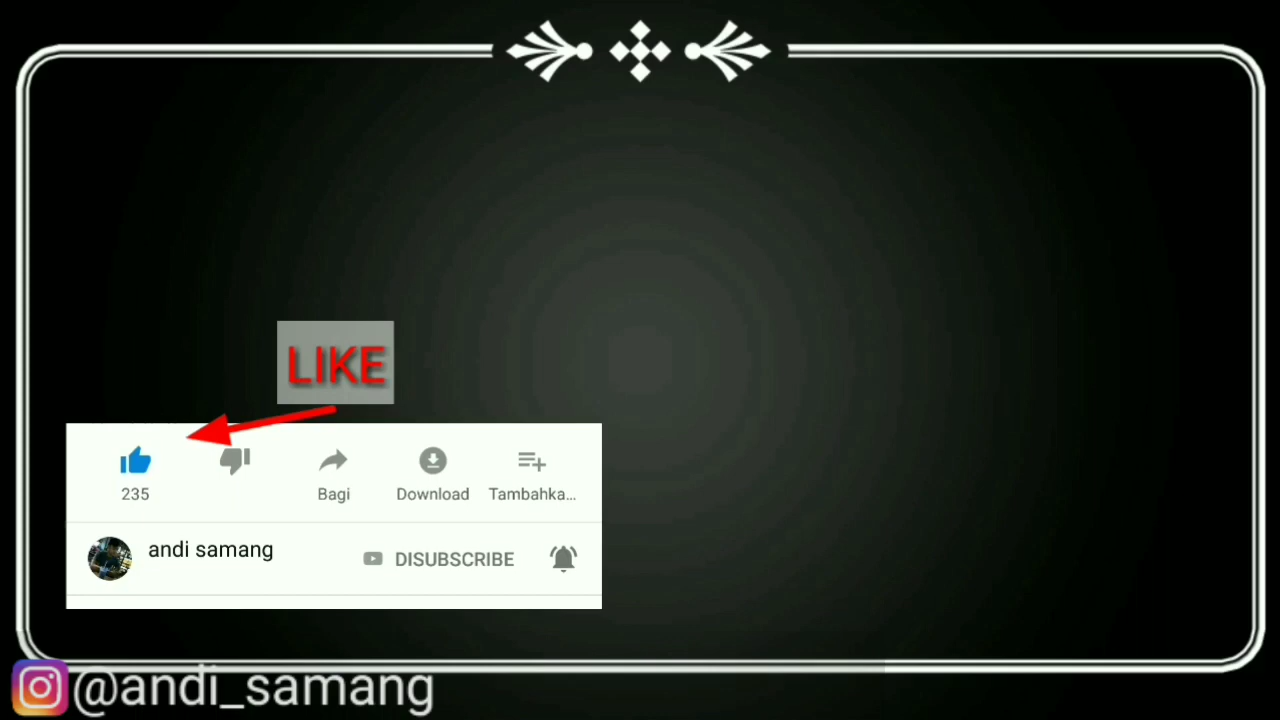 LIKE
235
Bagi
Download
Tambahka...
andi samang
DISUBSCRIBE
@andi_samang